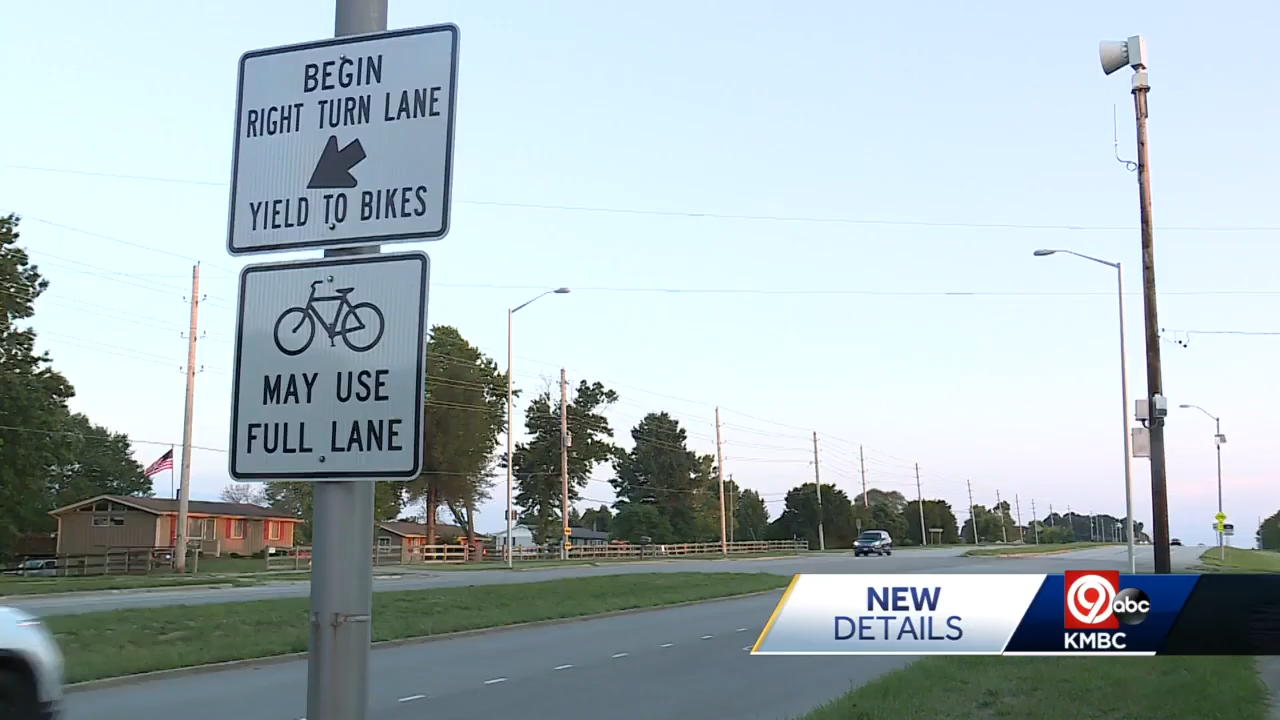 BEGIN
RIGHT TURN LANE
YIELD TO BIKES
MAY USE
FULL LANE
NEW
DETAILS
9 abc
KMBC